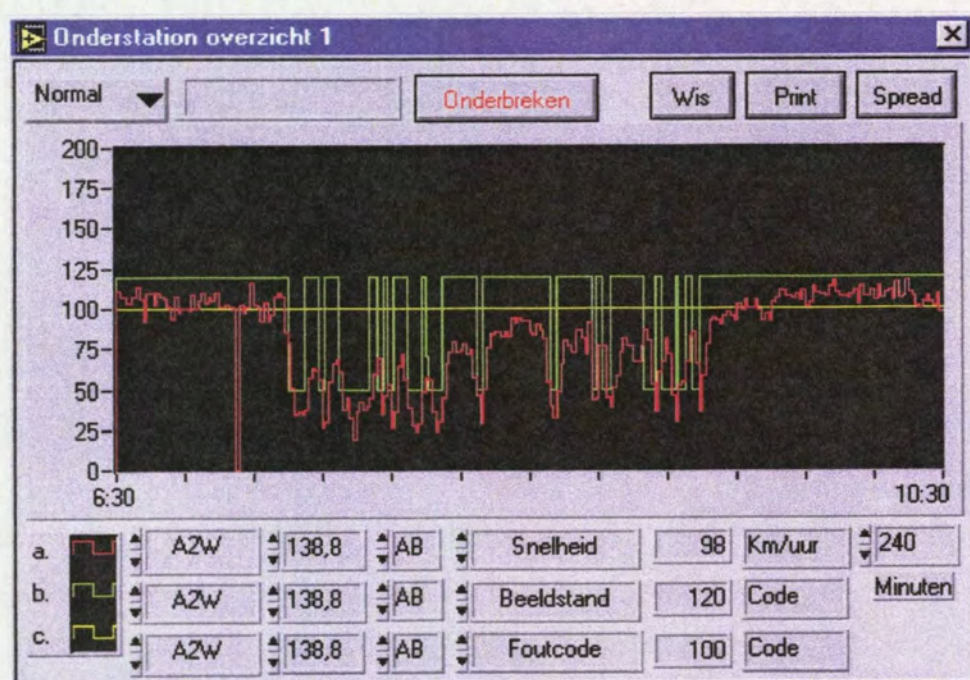 Onderstation overzicht 1
Normal Onderbreken Wis Print Spread
200
175
150
125
100
75
50
25
0
6:30 10:30
a. A2W 138,8 AB Snelheid 98 Km/uur 240
Minuten
b. A2W 138,8 AB Beeldstand 120 Code
c. A2W 138,8 AB Foutcode 100 Code